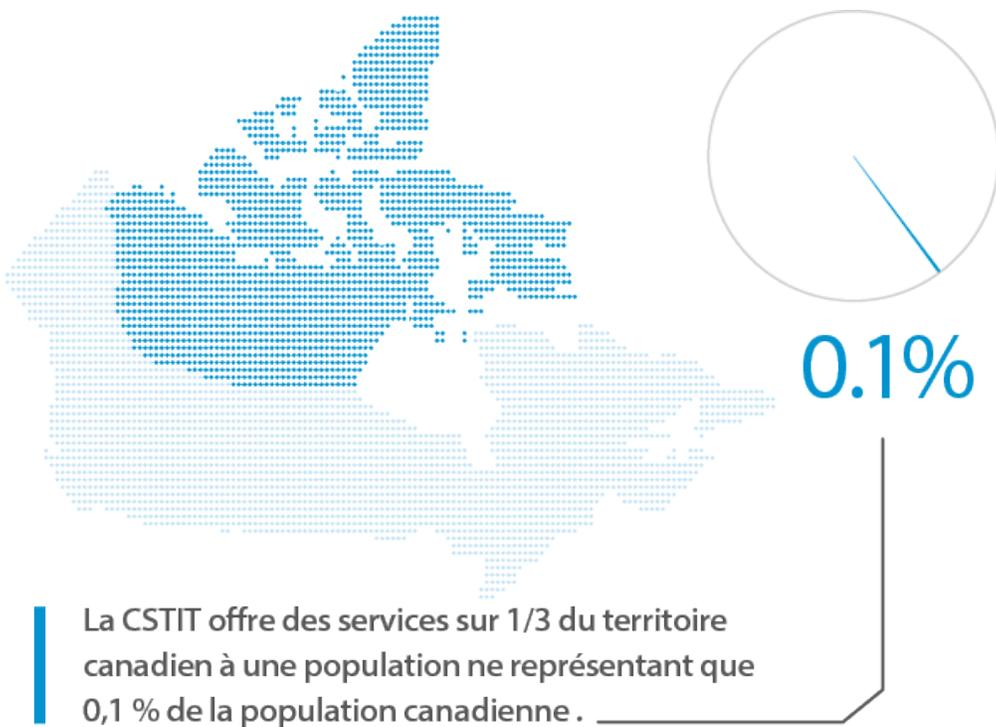 0.1%
La CSTIT offre des services sur 1/3 du territoire
canadien à une population ne représentant que
0,1 % de la population canadienne .